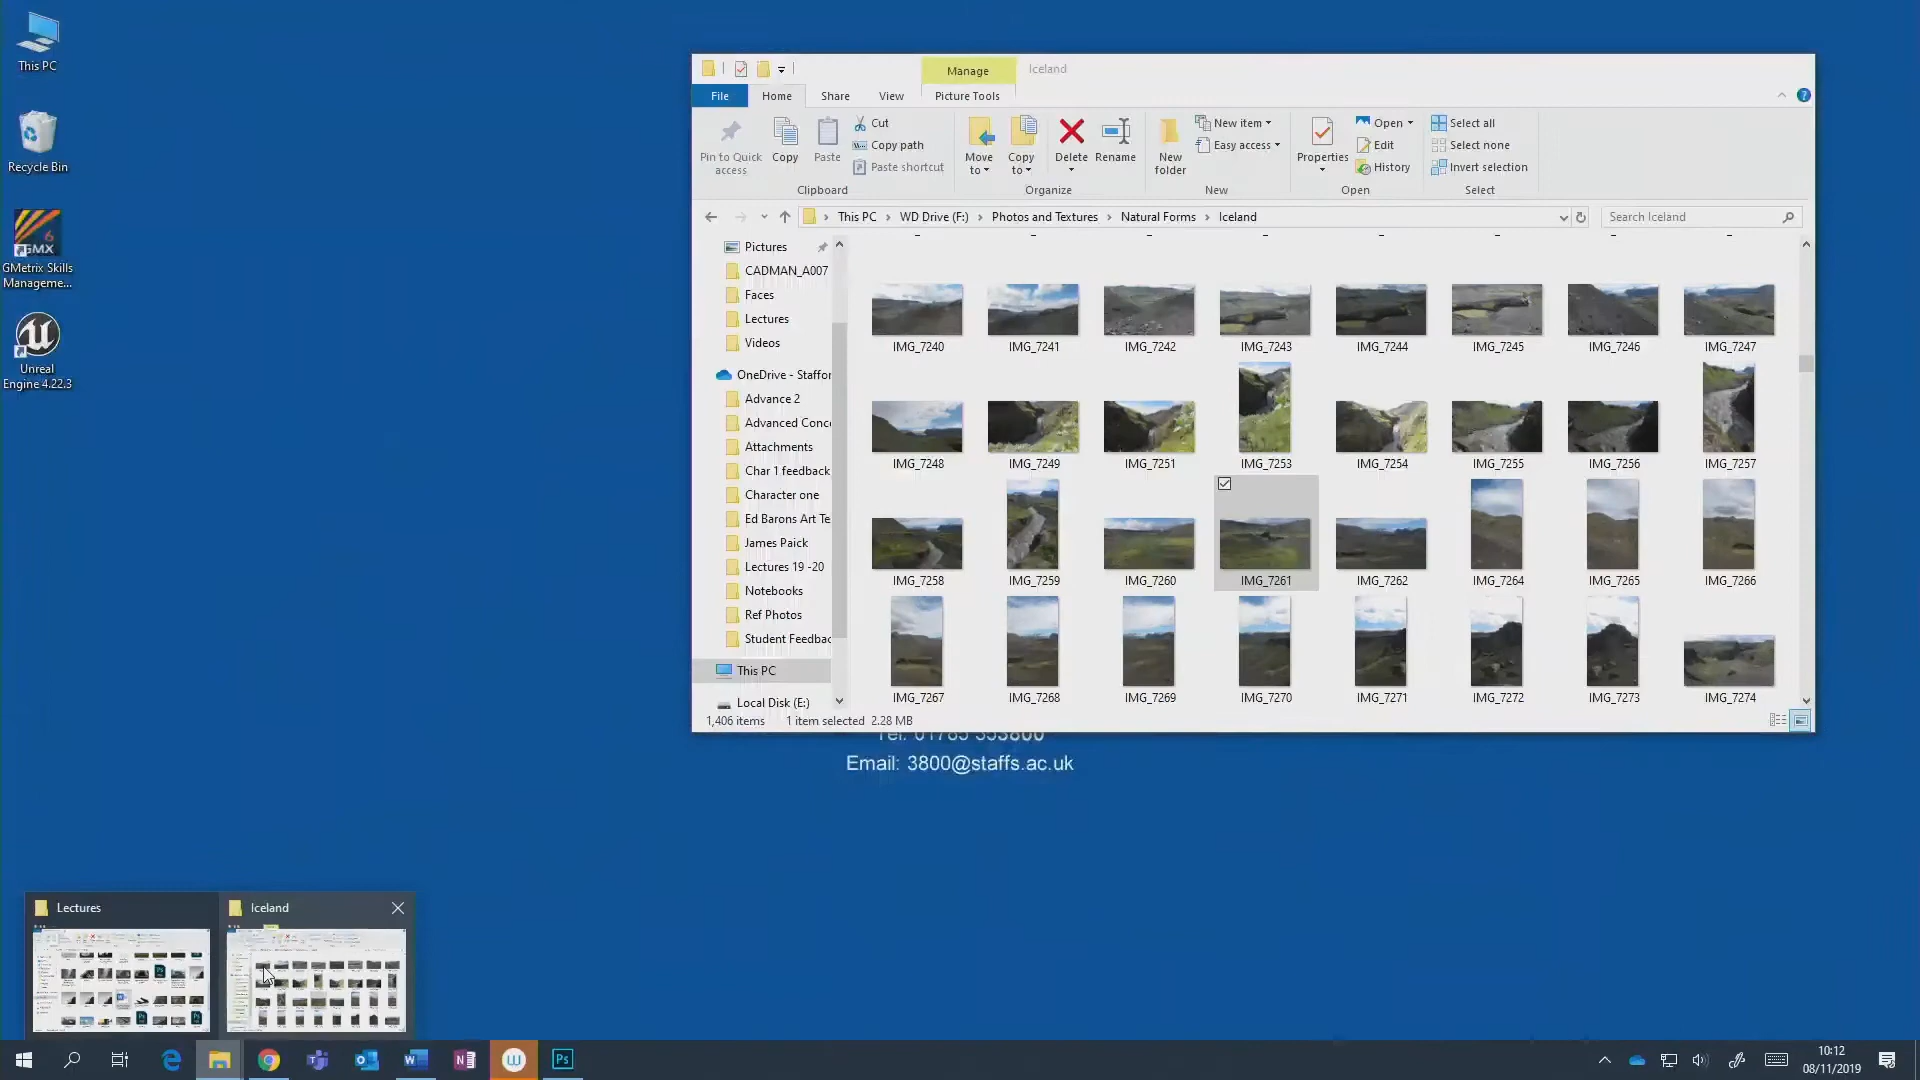 This PC
Recycle Bin
GMetrix Skills
Manageme...
Unreal
Engine 4.22.3
Manage
Iceland
File
Home
Share
View
Picture Tools
Pin to Quick
access
Copy
Paste
Cut
Copy path
Paste shortcut
Clipboard
Move
to
Copy
to
Delete
Rename
Organize
New
folder
New item
Easy access
New
Properties
Open
Edit
History
Open
Select all
Select none
Invert selection
Select
This PC
WD Drive (F:)
Photos and Textures
Natural Forms
Iceland
Search Iceland
Pictures
CADMAN_A007
Faces
Lectures
Videos
OneDrive - Staffor
Advance 2
Advanced Conc
Attachments
Char 1 feedback
Character one
Ed Barons Art Te
James Paick
Lectures 19 -20
Notebooks
Ref Photos
Student Feedbac
This PC
Local Disk (E:)
IMG_7240 IMG_7241 IMG_7242 IMG_7243 IMG_7244 IMG_7245 IMG_7246 IMG_7247
IMG_7248 IMG_7249 IMG_7251 IMG_7253 IMG_7254 IMG_7255 IMG_7256 IMG_7257
IMG_7258 IMG_7259 IMG_7260 IMG_7261 IMG_7262 IMG_7264 IMG_7265 IMG_7266
IMG_7267 IMG_7268 IMG_7269 IMG_7270 IMG_7271 IMG_7272 IMG_7273 IMG_7274
1,406 items 1 item selected 2.28 MB
Tel: 01785 353800
Email: 3800@staffs.ac.uk
Lectures
Iceland
10:12
08/11/2019